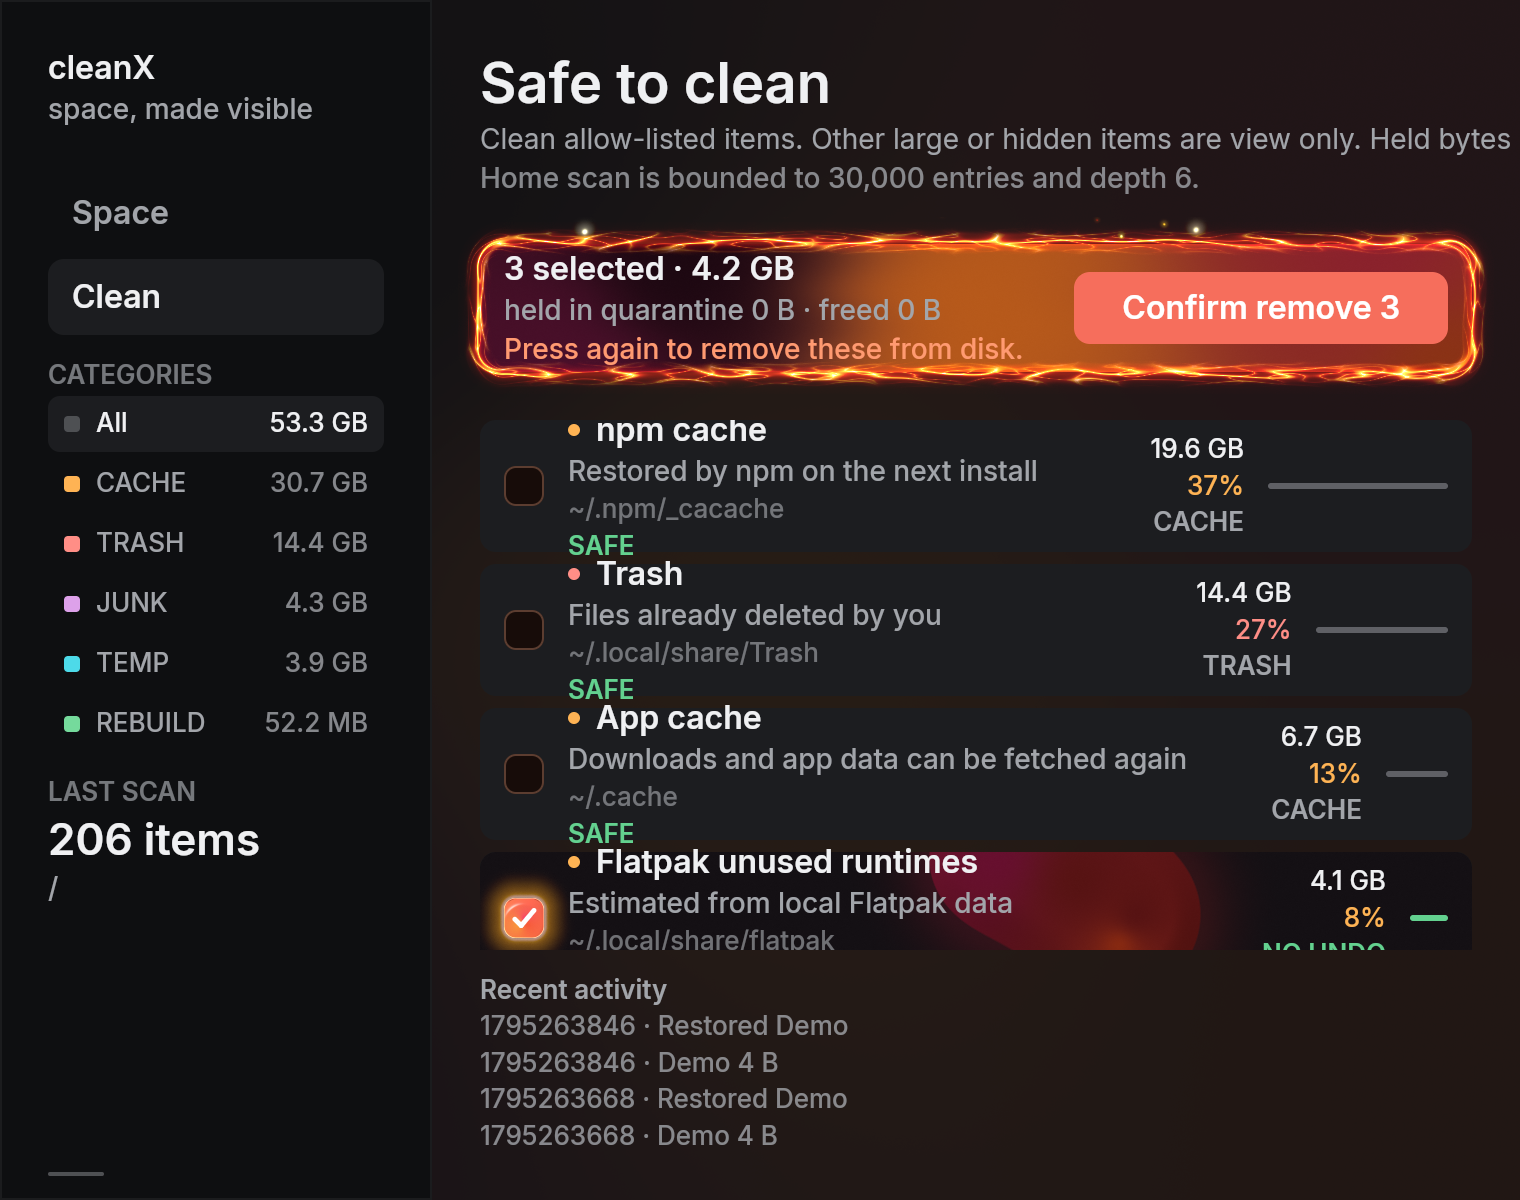 cleanX
space, made visible
Space
Clean
CATEGORIES
All 53.3 GB
CACHE 30.7 GB
TRASH 14.4 GB
JUNK 4.3 GB
TEMP 3.9 GB
REBUILD 52.2 MB
LAST SCAN
206 items
/
Safe to clean
Clean allow-listed items. Other large or hidden items are view only. Held bytes
Home scan is bounded to 30,000 entries and depth 6.
3 selected · 4.2 GB
held in quarantine 0 B · freed 0 B
Press again to remove these from disk.
Confirm remove 3
npm cache
Restored by npm on the next install
~/.npm/_cacache
SAFE
19.6 GB
37%
CACHE
Trash
Files already deleted by you
~/.local/share/Trash
SAFE
14.4 GB
27%
TRASH
App cache
Downloads and app data can be fetched again
~/.cache
SAFE
6.7 GB
13%
CACHE
Flatpak unused runtimes
Estimated from local Flatpak data
~/.local/share/flatpak
4.1 GB
8%
NO UNDO
Recent activity
1795263846 · Restored Demo
1795263846 · Demo 4 B
1795263668 · Restored Demo
1795263668 · Demo 4 B